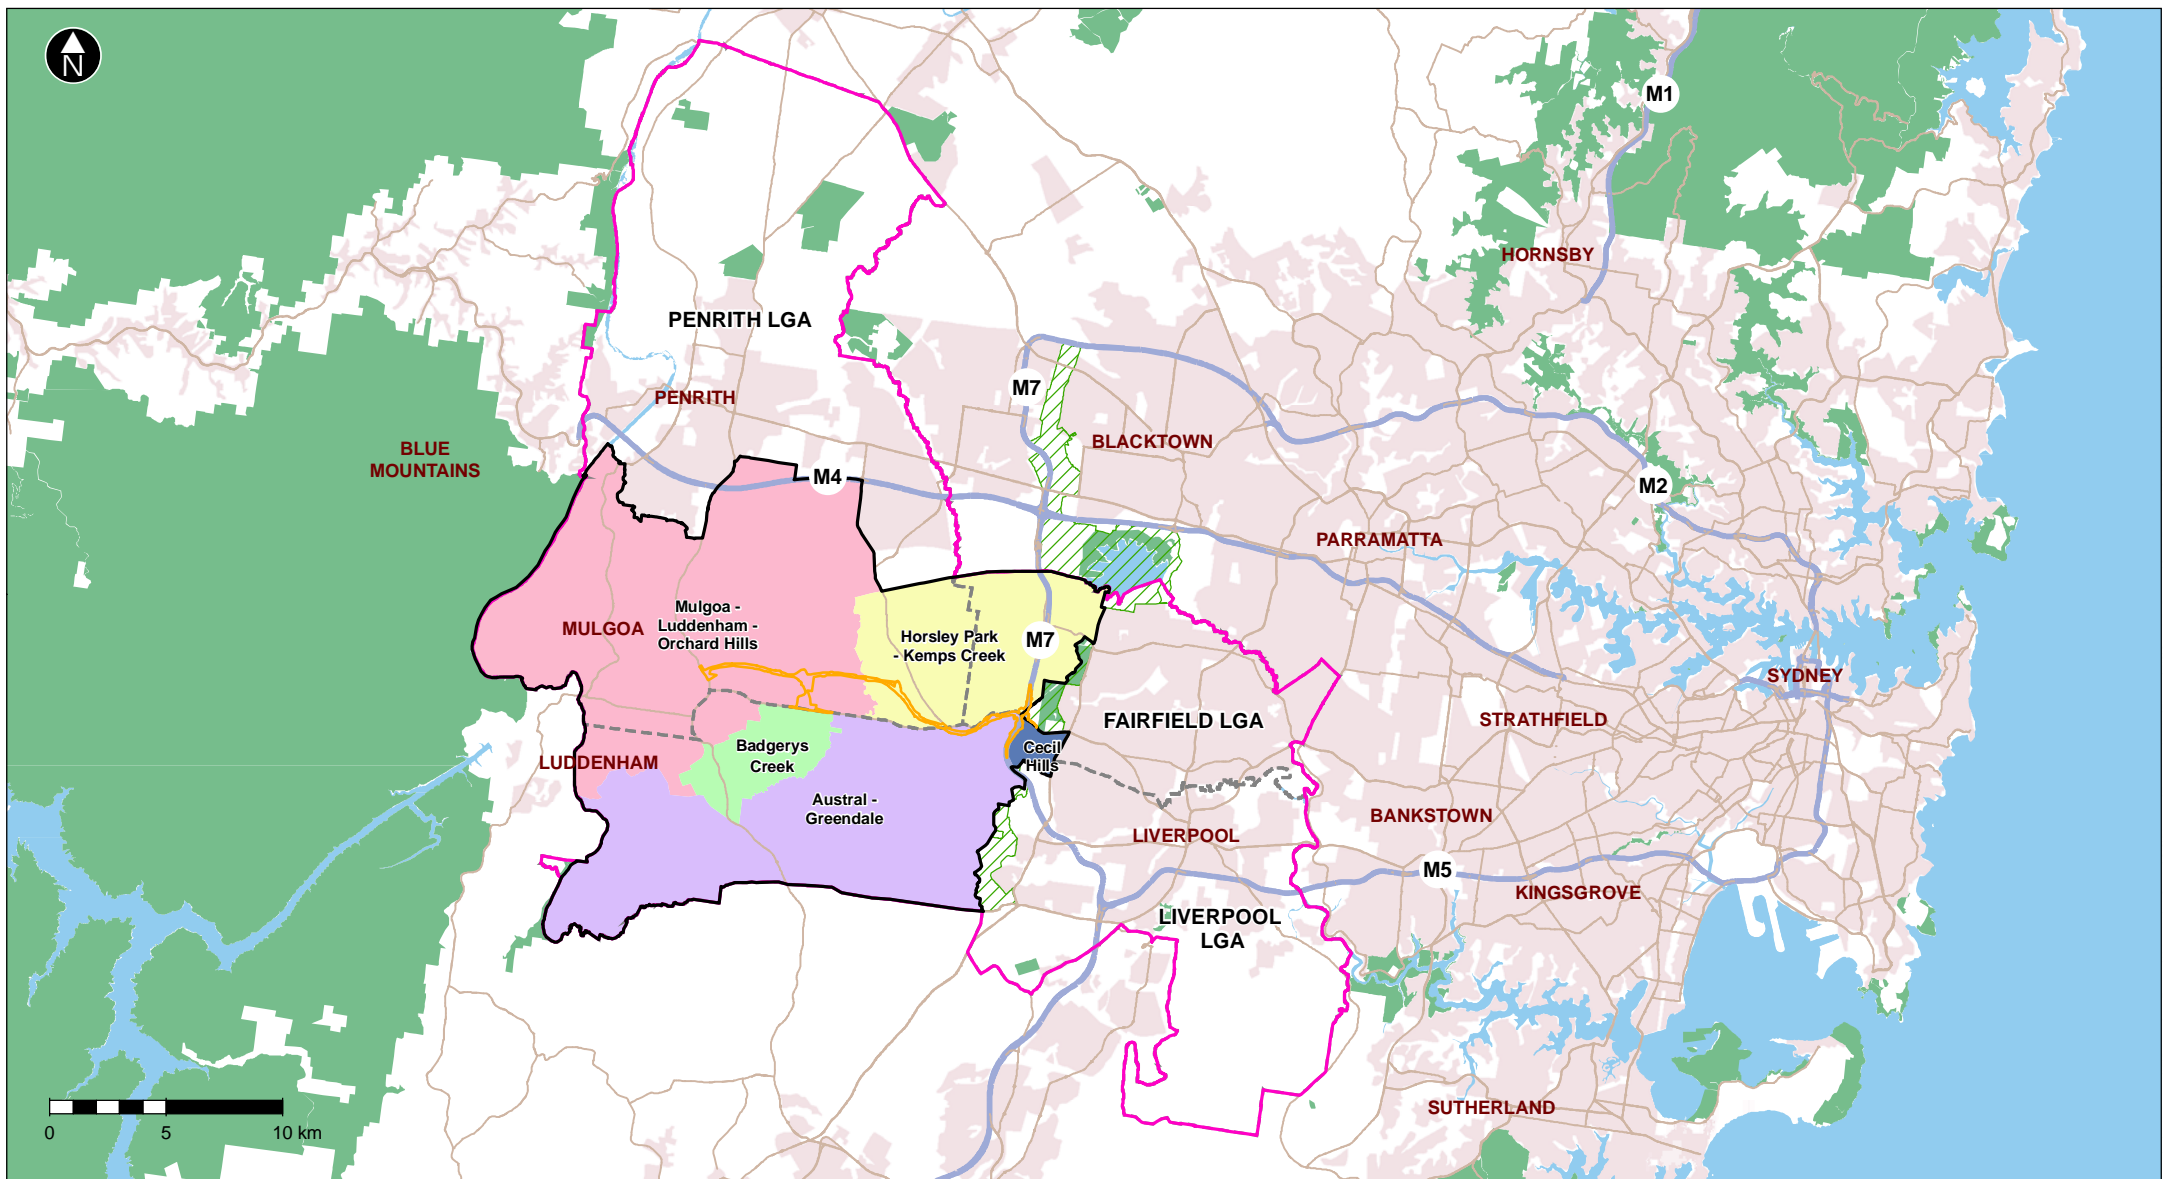 N
M1
HORNSBY
PENRITH LGA
M7
PENRITH
BLACKTOWN
BLUE
MOUNTAINS
M4
M2
PARRAMATTA
Mulgoa -
Luddenham -
Orchard Hills
MULGOA
Horsley Park
- Kemps Creek
M7
SYDNEY
FAIRFIELD LGA
STRATHFIELD
Badgerys
Creek
Cecil
Hills
LUDDENHAM
Austral -
Greendale
BANKSTOWN
LIVERPOOL
M5
KINGSGROVE
LIVERPOOL
LGA
SUTHERLAND
0 5 10 km